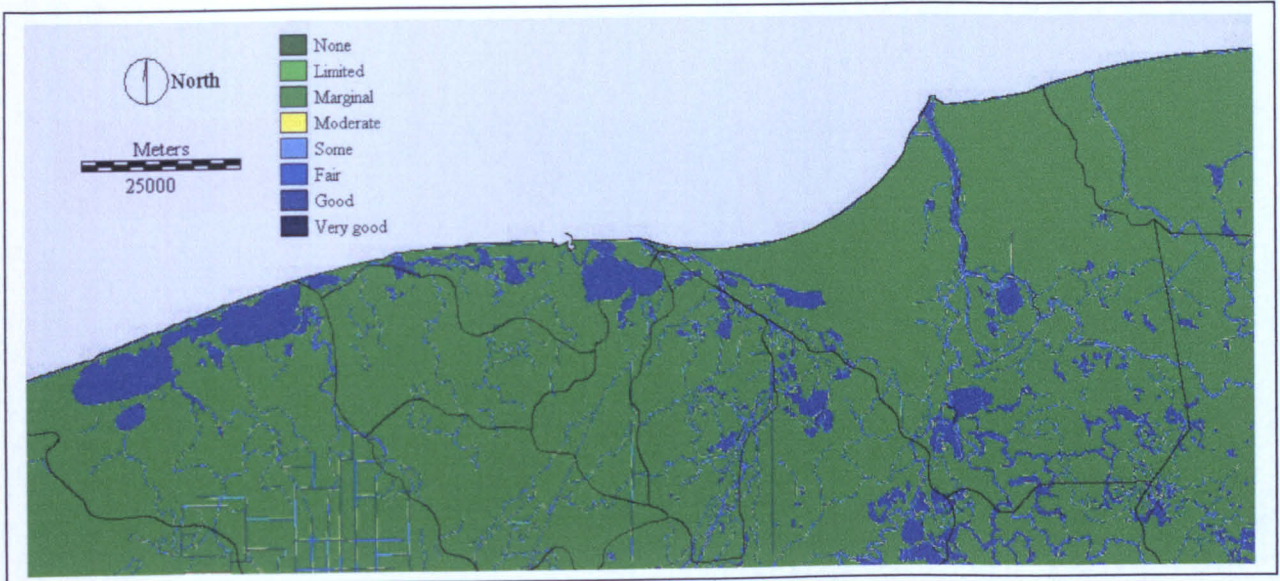 North
Meters
25000
None
Limited
Marginal
Moderate
Some
Fair
Good
Very good